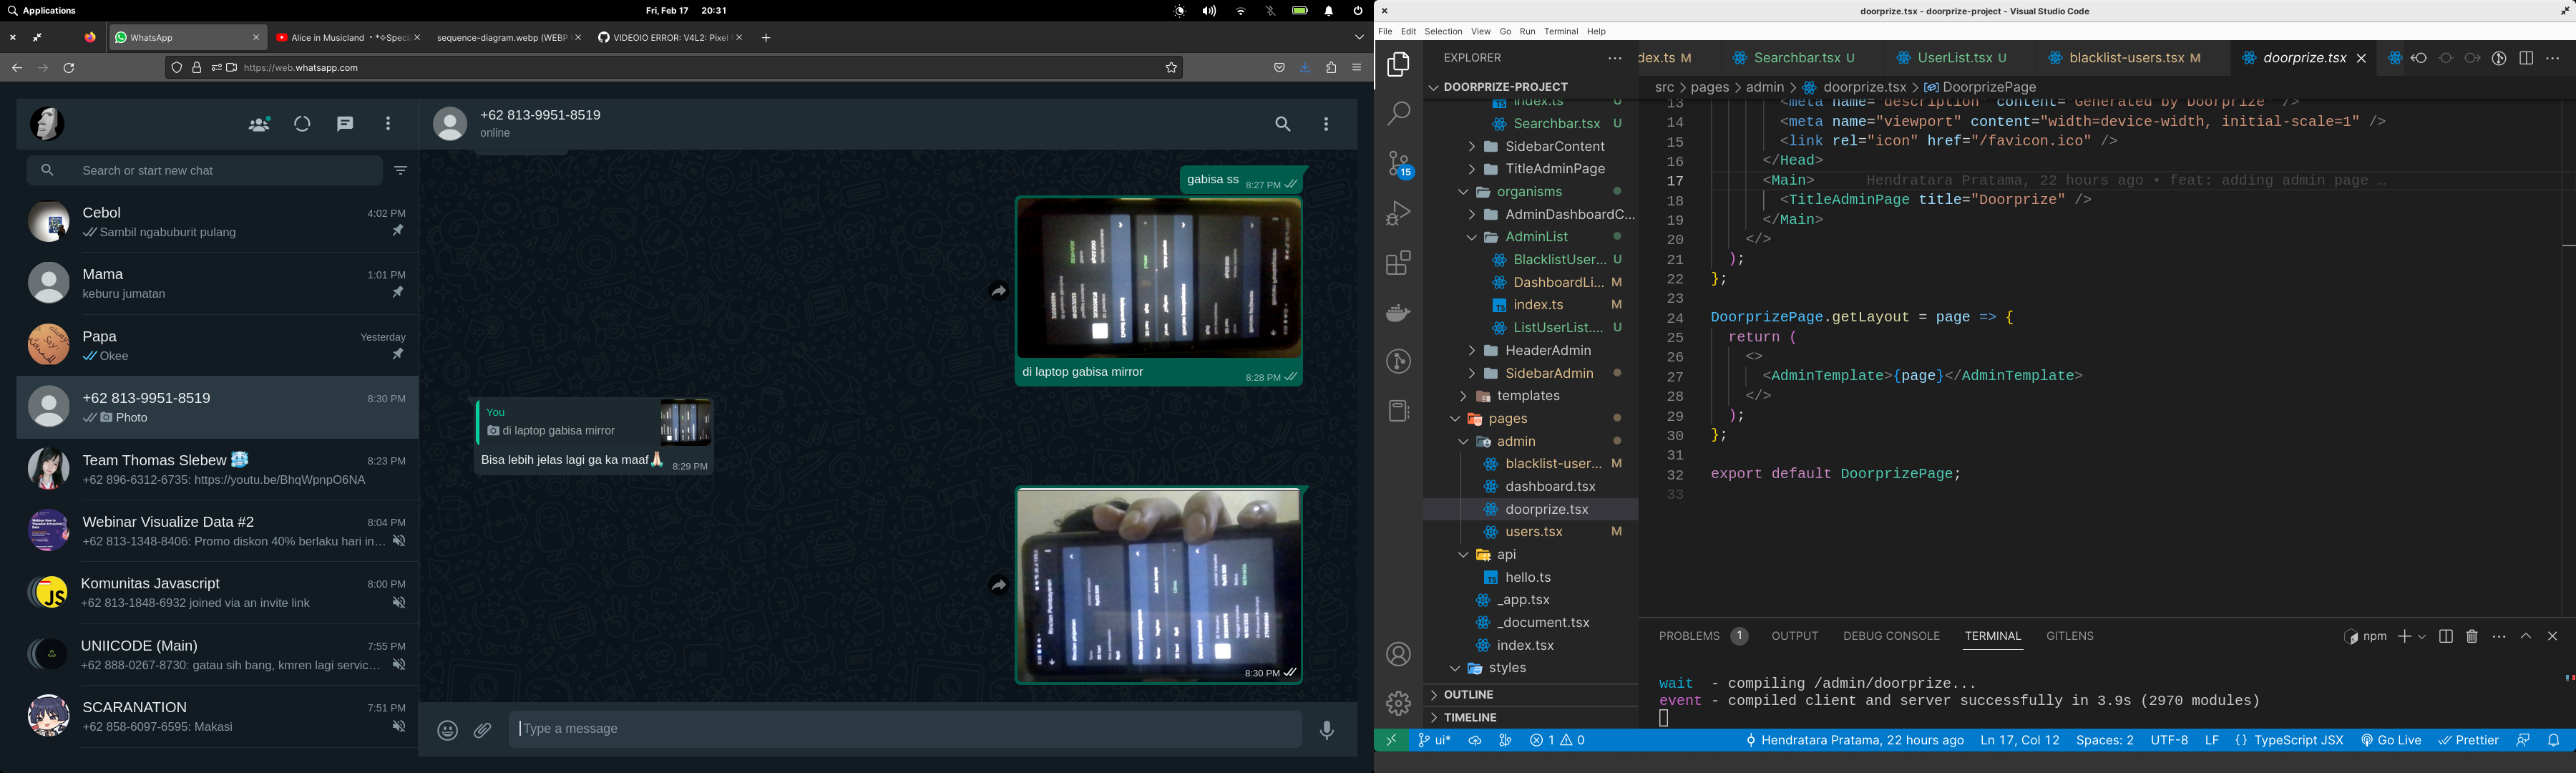 Applications
Fri, Feb 17 20:31
WhatsApp
Alice in Musicland
sequence-diagram.webp (WEBP
VIDEOIO ERROR: V4L2: Pixel
https://web.whatsapp.com
Search or start new chat
Cebol
4:02 PM
Sambil ngabuburit pulang
Mama
1:01 PM
keburu jumatan
Papa
Yesterday
Okee
+62 813-9951-8519
8:30 PM
Photo
Team Thomas Slebew 🥶
8:23 PM
+62 896-6312-6735: https://youtu.be/BhqWpnpO6NA
Webinar Visualize Data #2
8:04 PM
+62 813-1348-8406: Promo diskon 40% berlaku hari in...
Komunitas Javascript
8:00 PM
+62 813-1848-6932 joined via an invite link
UNIICODE (Main)
7:55 PM
+62 888-0267-8730: gatau sih bang, kmren lagi servic...
SCARANATION
7:51 PM
+62 858-6097-6595: Makasi
+62 813-9951-8519
online
gabisa ss
8:27 PM
di laptop gabisa mirror
8:28 PM
You
di laptop gabisa mirror
Bisa lebih jelas lagi ga ka maaf🙏🏻
8:29 PM
Rincian Pembayaran
8:30 PM
Type a message
doorprize.tsx - doorprize-project - Visual Studio Code
File Edit Selection View Go Run Terminal Help
EXPLORER
DOORPRIZE-PROJECT
index.ts U
Searchbar.tsx U
SidebarContent
TitleAdminPage
organisms
AdminDashboardC...
AdminList
BlacklistUser... U
DashboardLi... M
index.ts M
ListUserList.... U
HeaderAdmin
SidebarAdmin
templates
pages
admin
blacklist-user... M
dashboard.tsx
doorprize.tsx
users.tsx M
api
hello.ts
_app.tsx
_document.tsx
index.tsx
styles
OUTLINE
TIMELINE
15
dex.ts M
Searchbar.tsx U
UserList.tsx U
blacklist-users.tsx M
doorprize.tsx
src > pages > admin > doorprize.tsx > DoorprizePage
13 <meta name="description" content="Generated by Doorprize" />
14 <meta name="viewport" content="width=device-width, initial-scale=1" />
15 <link rel="icon" href="/favicon.ico" />
16 </Head>
17 <Main> Hendratara Pratama, 22 hours ago • feat: adding admin page …
18 <TitleAdminPage title="Doorprize" />
19 </Main>
20 </>
21 );
22 };
23
24 DoorprizePage.getLayout = page => {
25 return (
26 <>
27 <AdminTemplate>{page}</AdminTemplate>
28 </>
29 );
30 };
31
32 export default DoorprizePage;
33
PROBLEMS 1 OUTPUT DEBUG CONSOLE TERMINAL GITLENS
npm
wait - compiling /admin/doorprize...
event - compiled client and server successfully in 3.9s (2970 modules)
ui* 1 0 Hendratara Pratama, 22 hours ago Ln 17, Col 12 Spaces: 2 UTF-8 LF {} TypeScript JSX Go Live Prettier